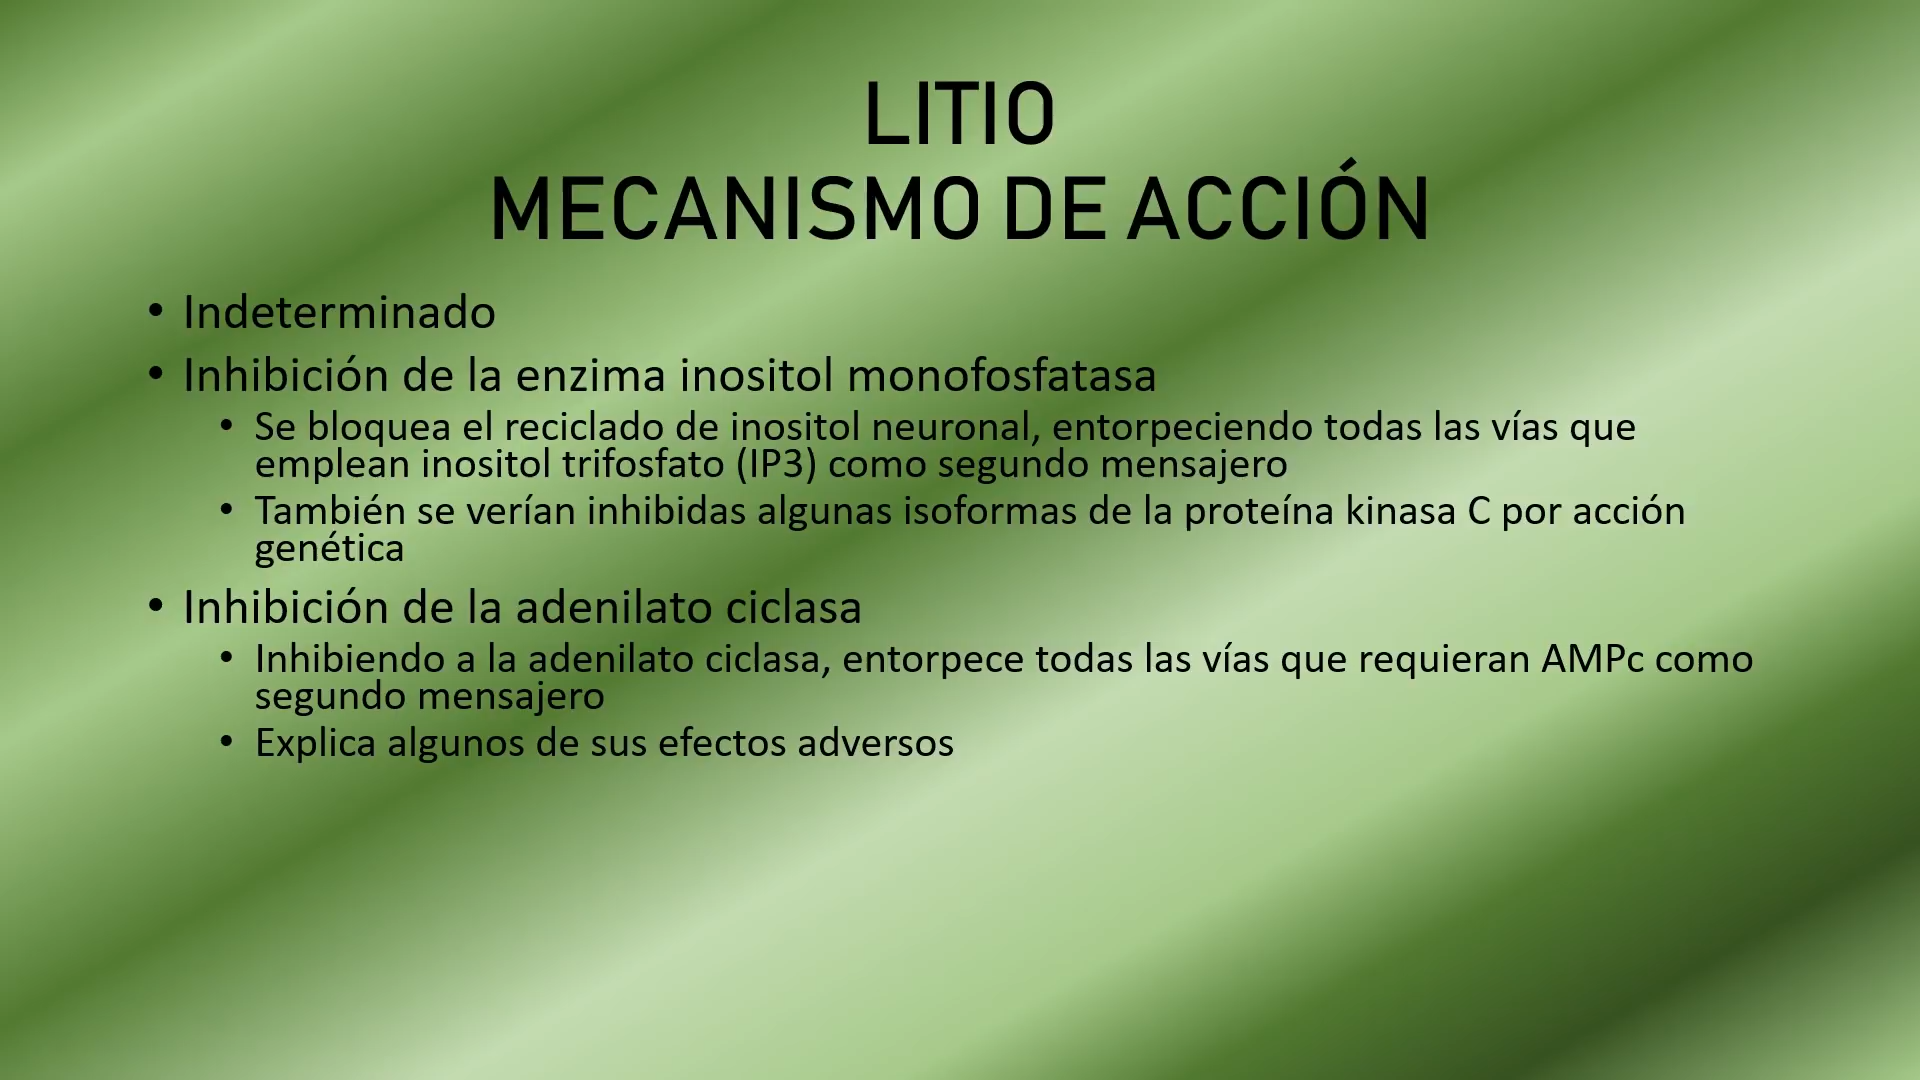 LITIO
MECANISMO DE ACCIÓN
• Indeterminado
• Inhibición de la enzima inositol monofosfatasa
• Se bloquea el reciclado de inositol neuronal, entorpeciendo todas las vías que
emplean inositol trifosfato (IP3) como segundo mensajero
• También se verían inhibidas algunas isoformas de la proteína kinasa C por acción
genética
• Inhibición de la adenilato ciclasa
• Inhibiendo a la adenilato ciclasa, entorpece todas las vías que requieran AMPc como
segundo mensajero
• Explica algunos de sus efectos adversos